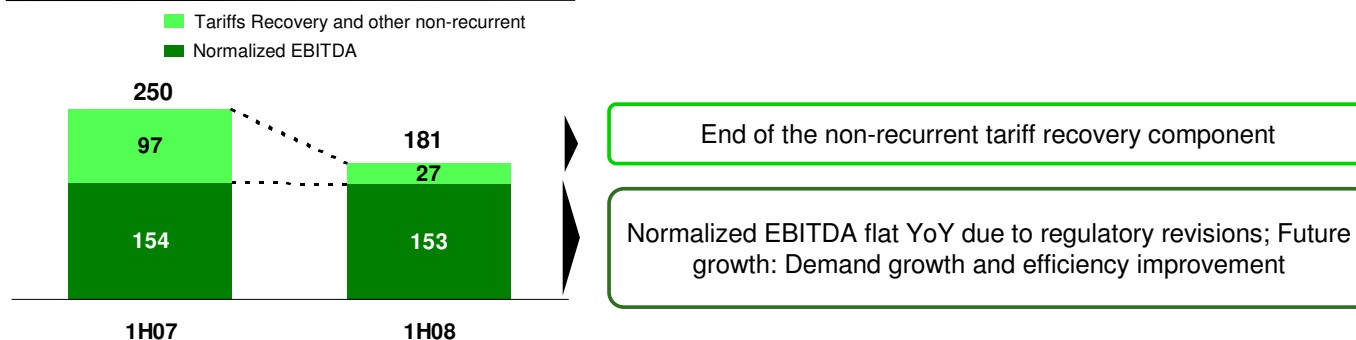 Tariffs Recovery and other non-recurrent
Normalized EBITDA
250
97
154
1H07
181
27
153
1H08
End of the non-recurrent tariff recovery component
Normalized EBITDA flat YoY due to regulatory revisions; Future
growth: Demand growth and efficiency improvement